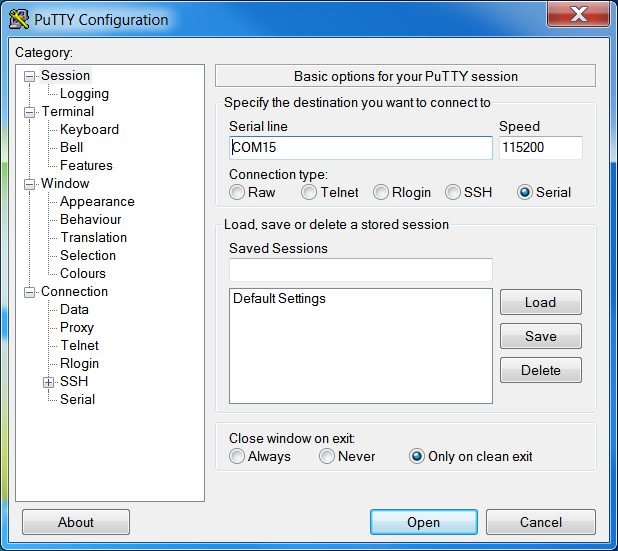 PuTTY Configuration
Category:
Session
Logging
Terminal
Keyboard
Bell
Features
Window
Appearance
Behaviour
Translation
Selection
Colours
Connection
Data
Proxy
Telnet
Rlogin
SSH
Serial
Basic options for your PuTTY session
Specify the destination you want to connect to
Serial line Speed
COM15 115200
Connection type:
Raw Telnet Rlogin SSH Serial
Load, save or delete a stored session
Saved Sessions
Default Settings
Load
Save
Delete
Close window on exit:
Always Never Only on clean exit
About Open Cancel